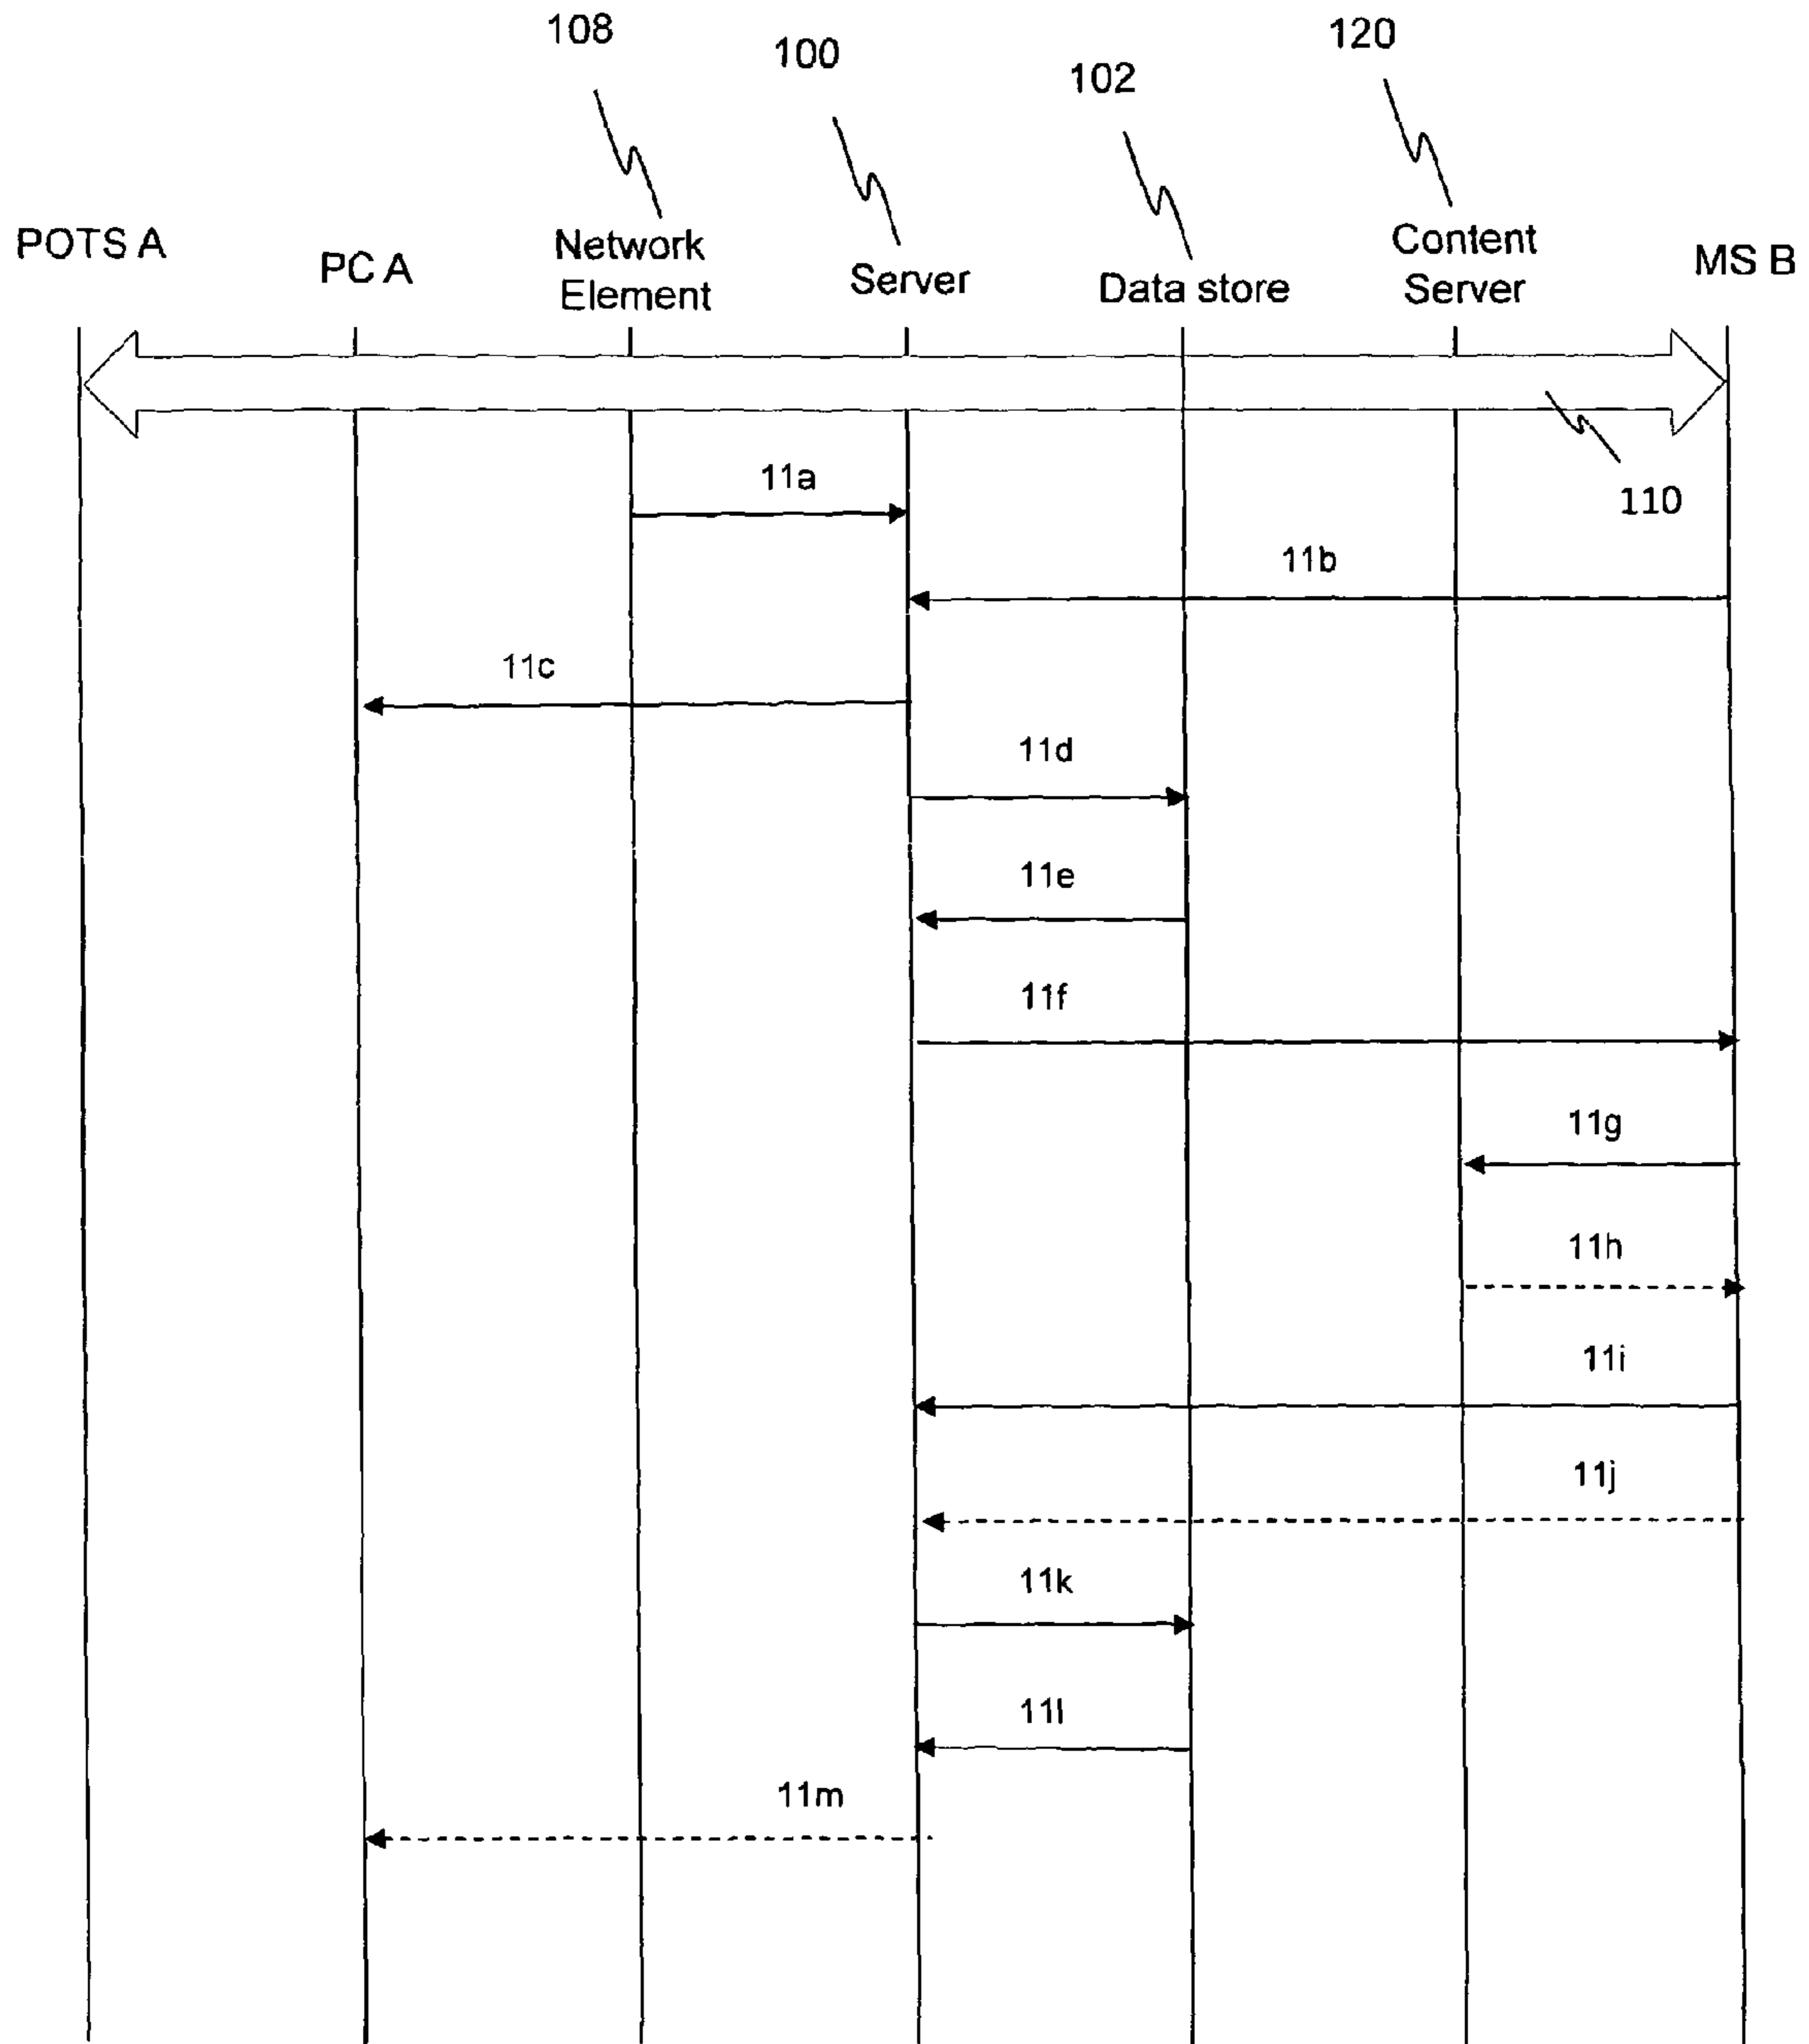 108
100
120
102
POTS A
PC A
Network
Element
Server
Data store
Content
Server
MS B
110
11a
11b
11c
11d
11e
11f
11g
11h
11i
11j
11k
11l
11m